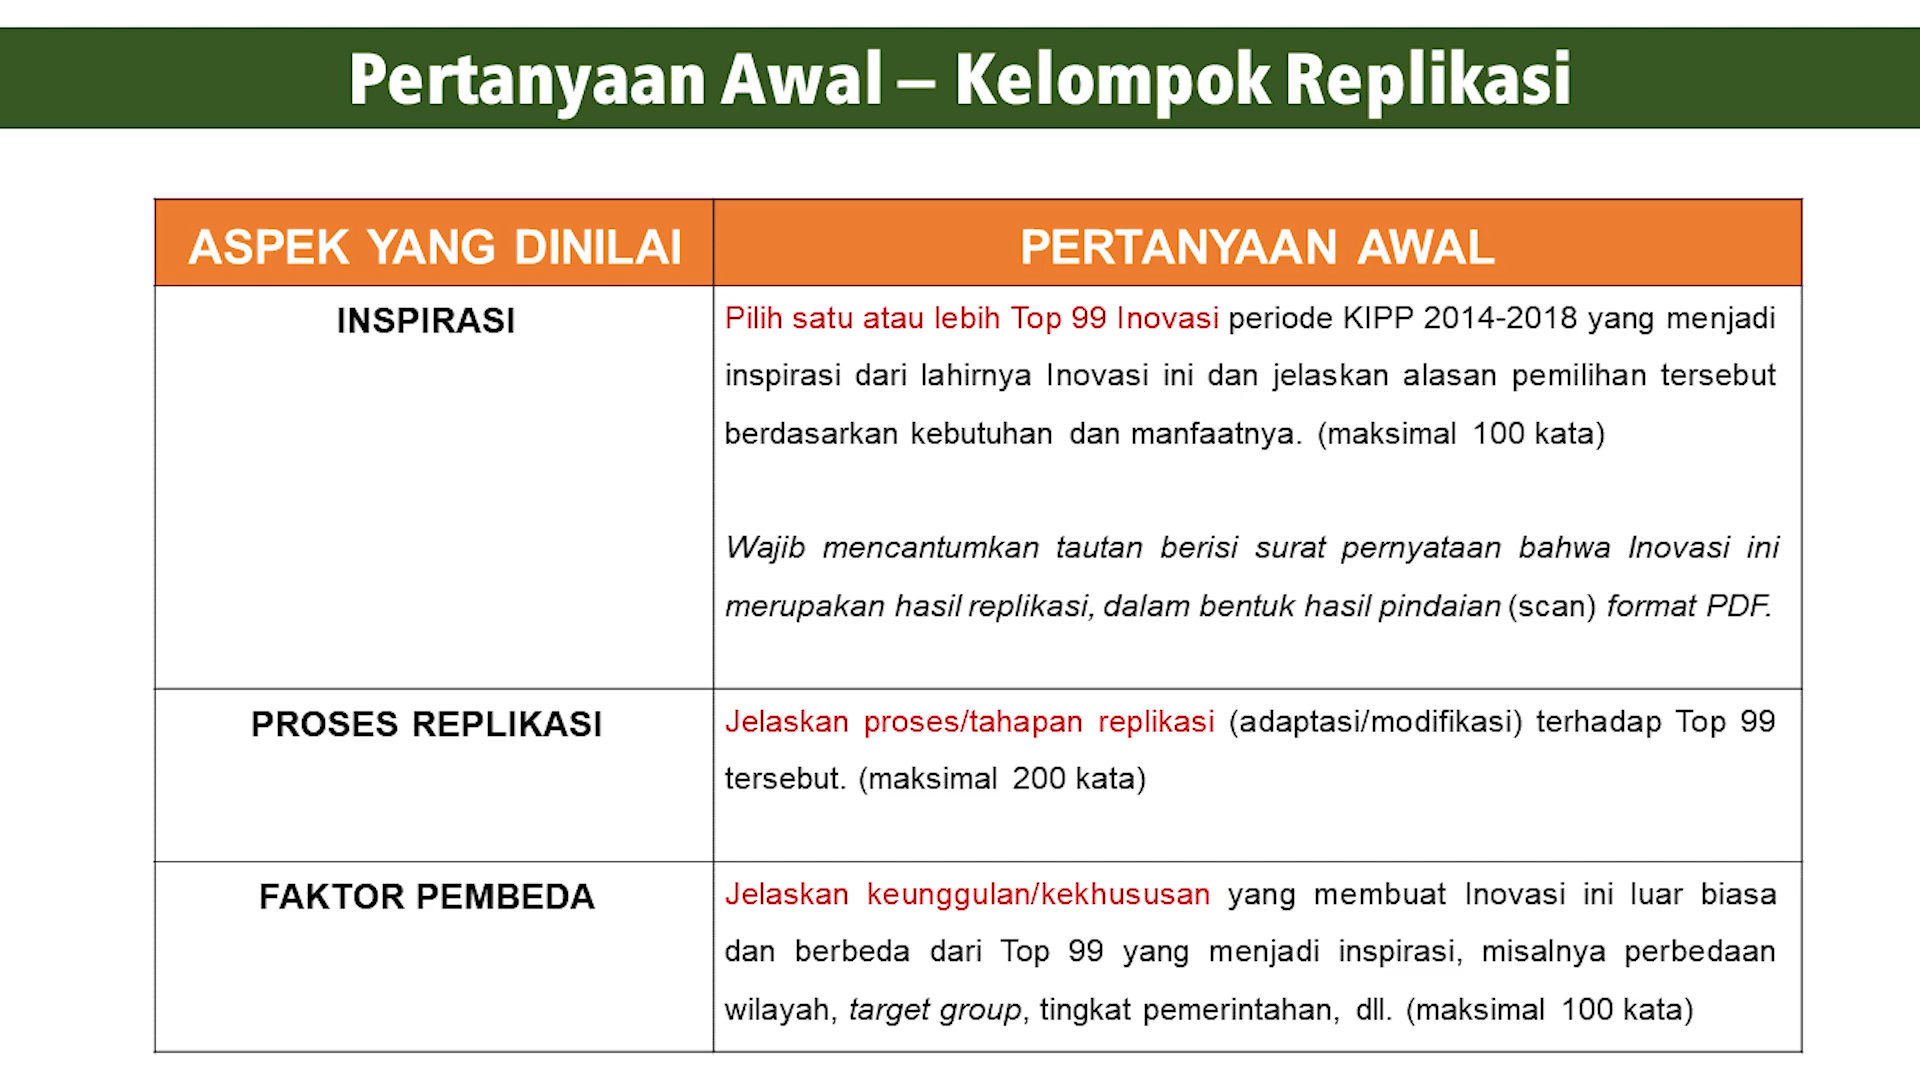 Pertanyaan Awal – Kelompok Replikasi
ASPEK YANG DINILAI
PERTANYAAN AWAL
INSPIRASI
Pilih satu atau lebih Top 99 Inovasi periode KIPP 2014-2018 yang menjadi
inspirasi dari lahirnya Inovasi ini dan jelaskan alasan pemilihan tersebut
berdasarkan kebutuhan dan manfaatnya. (maksimal 100 kata)
Wajib mencantumkan tautan berisi surat pernyataan bahwa Inovasi ini
merupakan hasil replikasi, dalam bentuk hasil pindaian (scan) format PDF.
PROSES REPLIKASI
Jelaskan proses/tahapan replikasi (adaptasi/modifikasi) terhadap Top 99
tersebut. (maksimal 200 kata)
FAKTOR PEMBEDA
Jelaskan keunggulan/kekhususan yang membuat Inovasi ini luar biasa
dan berbeda dari Top 99 yang menjadi inspirasi, misalnya perbedaan
wilayah, target group, tingkat pemerintahan, dll. (maksimal 100 kata)